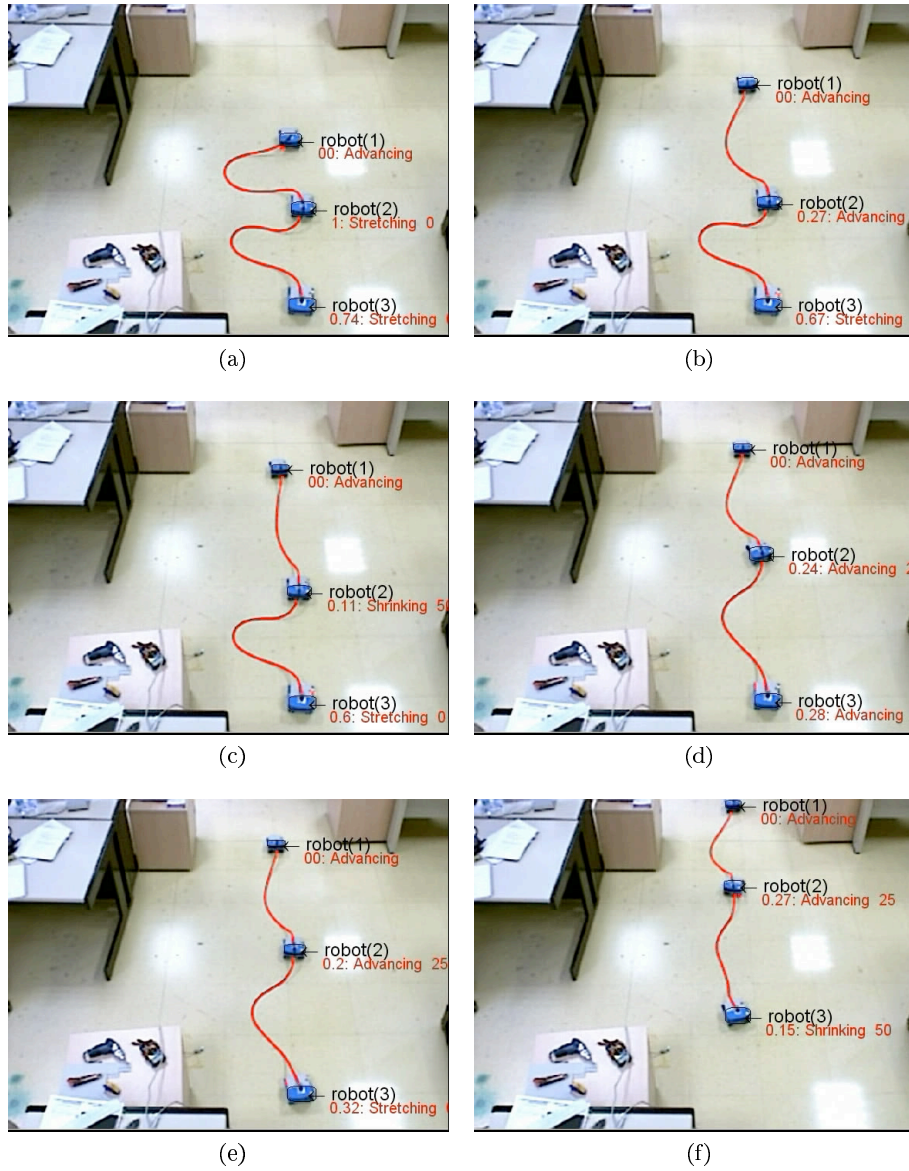 robot(1)
00: Advancing
robot(2)
1: Stretching 0
robot(3)
0.74: Stretching
(a)
robot(1)
00: Advancing
robot(2)
0.27: Advancing
robot(3)
0.67: Stretching
(b)
robot(1)
00: Advancing
robot(2)
0.11: Shrinking
robot(3)
0.6: Stretching 0
(c)
robot(1)
00: Advancing
robot(2)
0.24: Advancing
robot(3)
0.28: Advancing
(d)
robot(1)
00: Advancing
robot(2)
0.2: Advancing 25
robot(3)
0.32: Stretching
(e)
robot(1)
00: Advancing
robot(2)
0.27: Advancing 25
robot(3)
0.15: Shrinking 50
(f)